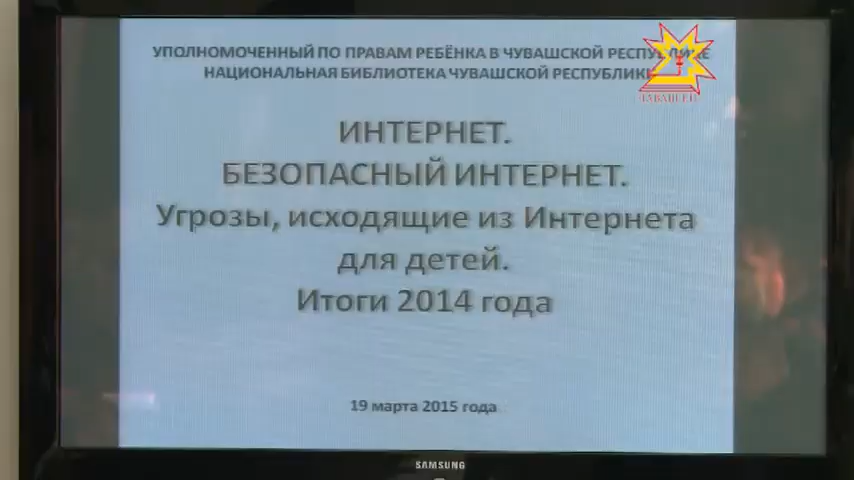 УПОЛНОМОЧЕННЫЙ ПО ПРАВАМ РЕБЁНКА В ЧУВАШСКОЙ РЕСПУБЛИКЕ
НАЦИОНАЛЬНАЯ БИБЛИОТЕКА ЧУВАШСКОЙ РЕСПУБЛИКИ
ИНТЕРНЕТ.
БЕЗОПАСНЫЙ ИНТЕРНЕТ.
Угрозы, исходящие из Интернета
для детей.
Итоги 2014 года
19 марта 2015 года
SAMSUNG